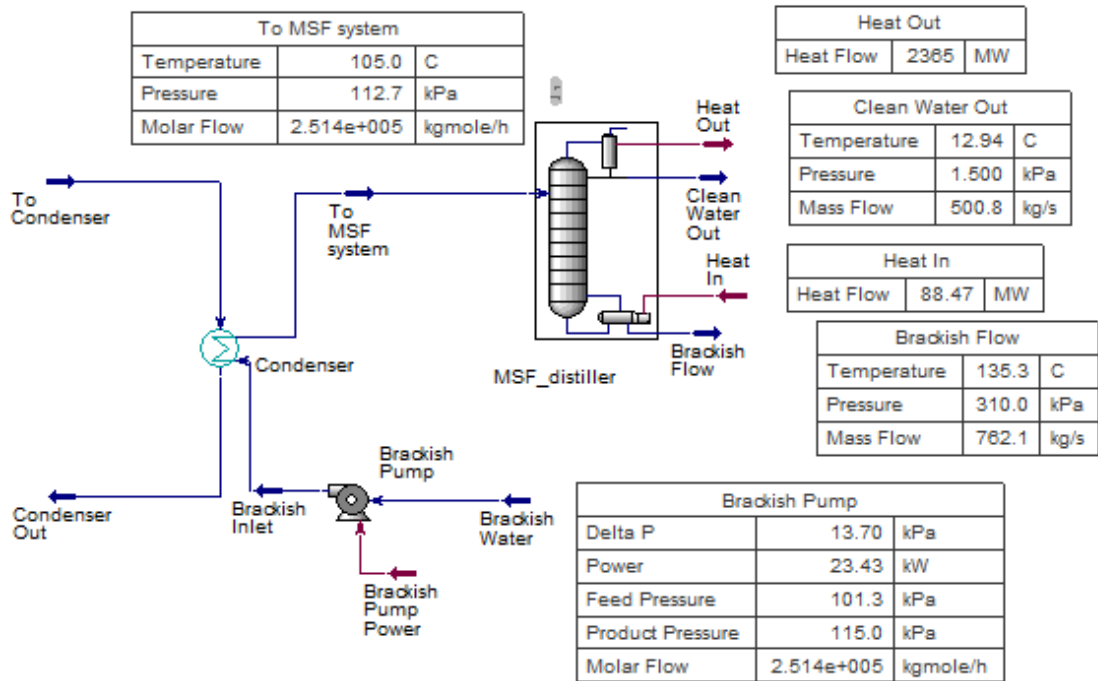 To MSF system
Temperature 105.0 C
Pressure 112.7 kPa
Molar Flow 2.514e+005 kgmole/h
Heat Out
Heat Flow 2365 MW
Clean Water Out
Temperature 12.94 C
Pressure 1.500 kPa
Mass Flow 500.8 kg/s
Heat In
Heat Flow 88.47 MW
Brackish Flow
Temperature 135.3 C
Pressure 310.0 kPa
Mass Flow 762.1 kg/s
To
Condenser
To
MSF
system
Heat
Out
Clean
Water
Out
Heat
In
Brackish
Flow
MSF_distiller
Condenser
Condenser
Out
Brackish
Inlet
Brackish
Pump
Brackish
Water
Brackish
Pump
Power
Brackish Pump
Delta P 13.70 kPa
Power 23.43 kW
Feed Pressure 101.3 kPa
Product Pressure 115.0 kPa
Molar Flow 2.514e+005 kgmole/h